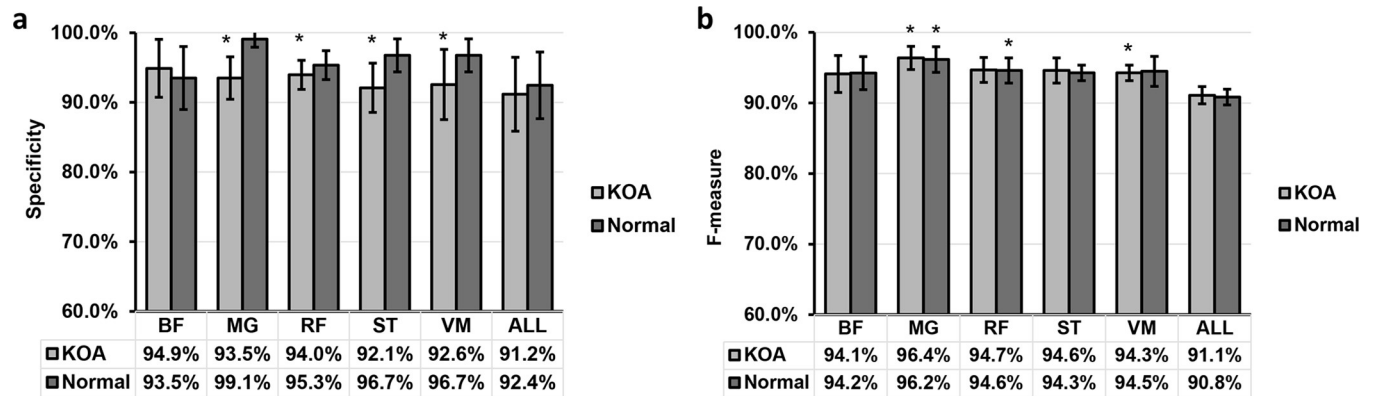 a
100.0%
90.0%
80.0%
70.0%
60.0%
Specificity
* * * *
BF MG RF ST VM ALL
KOA 94.9% 93.5% 94.0% 92.1% 92.6% 91.2%
Normal 93.5% 99.1% 95.3% 96.7% 96.7% 92.4%
KOA
Normal
b
100.0%
90.0%
80.0%
70.0%
60.0%
F-measure
* * * *
BF MG RF ST VM ALL
KOA 94.1% 96.4% 94.7% 94.6% 94.3% 91.1%
Normal 94.2% 96.2% 94.6% 94.3% 94.5% 90.8%
KOA
Normal